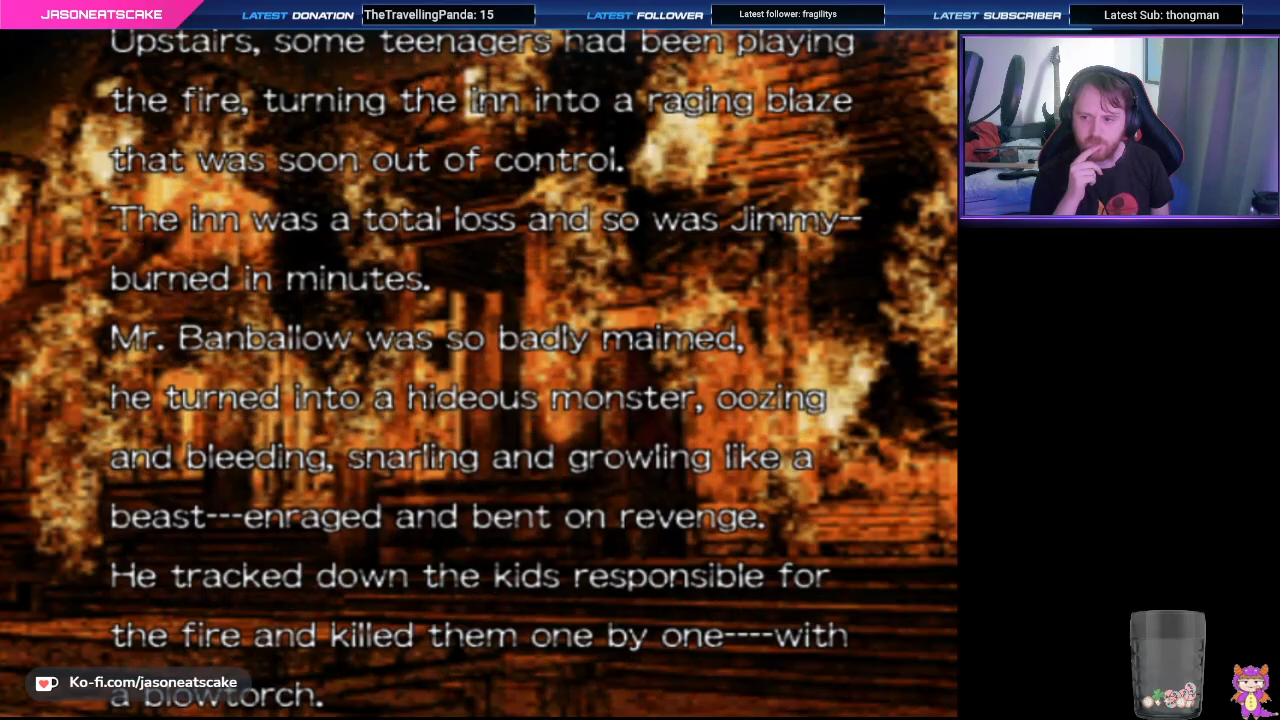 JASONEATSCAKE
LATEST DONATION
TheTravellingPanda: 15
LATEST FOLLOWER
Latest follower: fragilitys
LATEST SUBSCRIBER
Latest Sub: thongman
Upstairs, some teenagers had been playing
the fire, turning the inn into a raging blaze
that was soon out of control.
The inn was a total loss and so was Jimmy--
burned in minutes.
Mr. Banballow was so badly maimed,
he turned into a hideous monster, oozing
and bleeding, snarling and growling like a
beast---enraged and bent on revenge.
He tracked down the kids responsible for
the fire and killed them one by one----with
a blowtorch.
Ko-fi.com/jasoneatscake